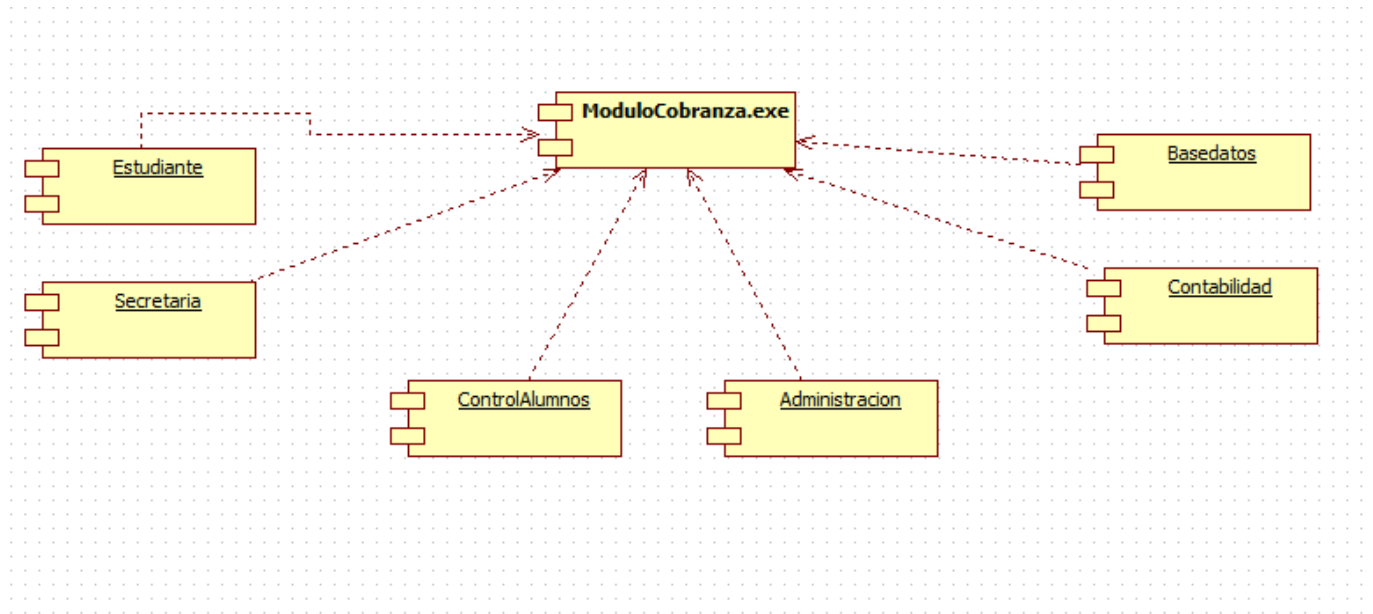 ModuloCobranza.exe
Estudiante
Basedatos
Secretaria
Contabilidad
ControlAlumnos
Administracion